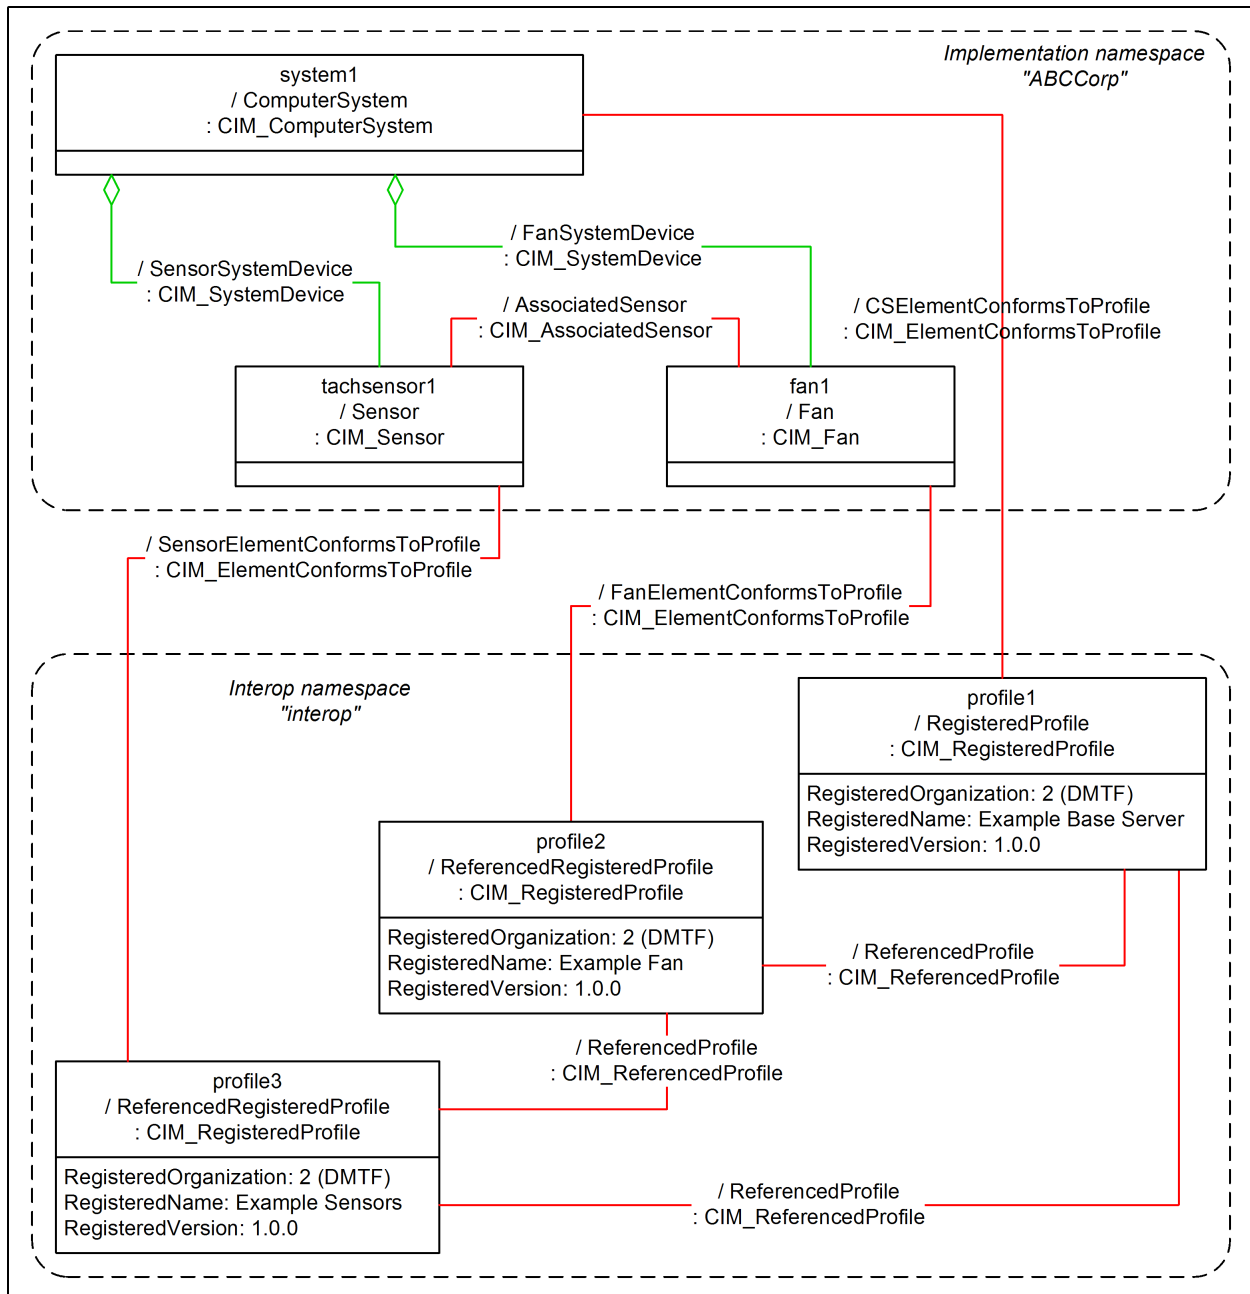 Implementation namespace
"ABCCorp"
system1
/ ComputerSystem
: CIM_ComputerSystem
/ FanSystemDevice
: CIM_SystemDevice
/ SensorSystemDevice
: CIM_SystemDevice
/ AssociatedSensor
: CIM_AssociatedSensor
/ CSElementConformsToProfile
: CIM_ElementConformsToProfile
tachsensor1
/ Sensor
: CIM_Sensor
fan1
/ Fan
: CIM_Fan
/ SensorElementConformsToProfile
: CIM_ElementConformsToProfile
/ FanElementConformsToProfile
: CIM_ElementConformsToProfile
Interop namespace
"interop"
profile1
/ RegisteredProfile
: CIM_RegisteredProfile
RegisteredOrganization: 2 (DMTF)
RegisteredName: Example Base Server
RegisteredVersion: 1.0.0
profile2
/ ReferencedRegisteredProfile
: CIM_RegisteredProfile
RegisteredOrganization: 2 (DMTF)
RegisteredName: Example Fan
RegisteredVersion: 1.0.0
/ ReferencedProfile
: CIM_ReferencedProfile
/ ReferencedProfile
: CIM_ReferencedProfile
profile3
/ ReferencedRegisteredProfile
: CIM_RegisteredProfile
RegisteredOrganization: 2 (DMTF)
RegisteredName: Example Sensors
RegisteredVersion: 1.0.0
/ ReferencedProfile
: CIM_ReferencedProfile